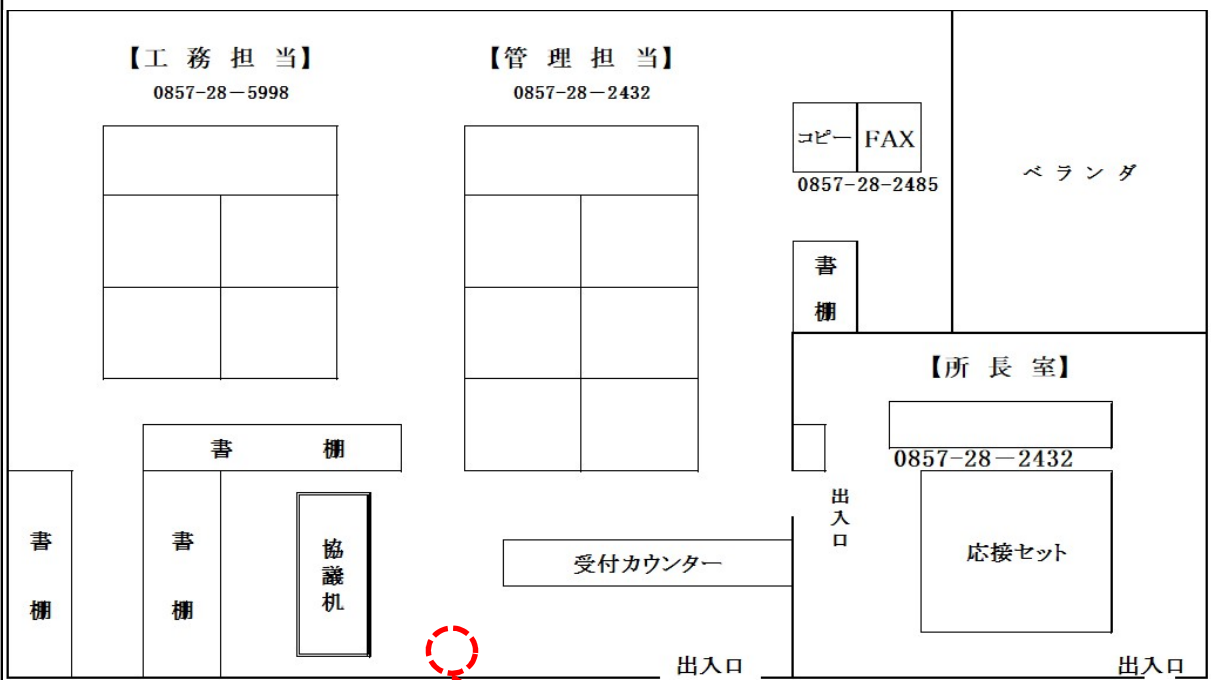 【工 務 担 当】
0857-28－5998
【管 理 担 当】
0857-28－2432
コピー
FAX
0857-28-2485
ベ ラ ン ダ
書
棚
【所 長 室】
0857-28－2432
書 棚
書
棚
書
棚
協
議
机
受付カウンター
出
入
口
応接セット
出入口
出入口